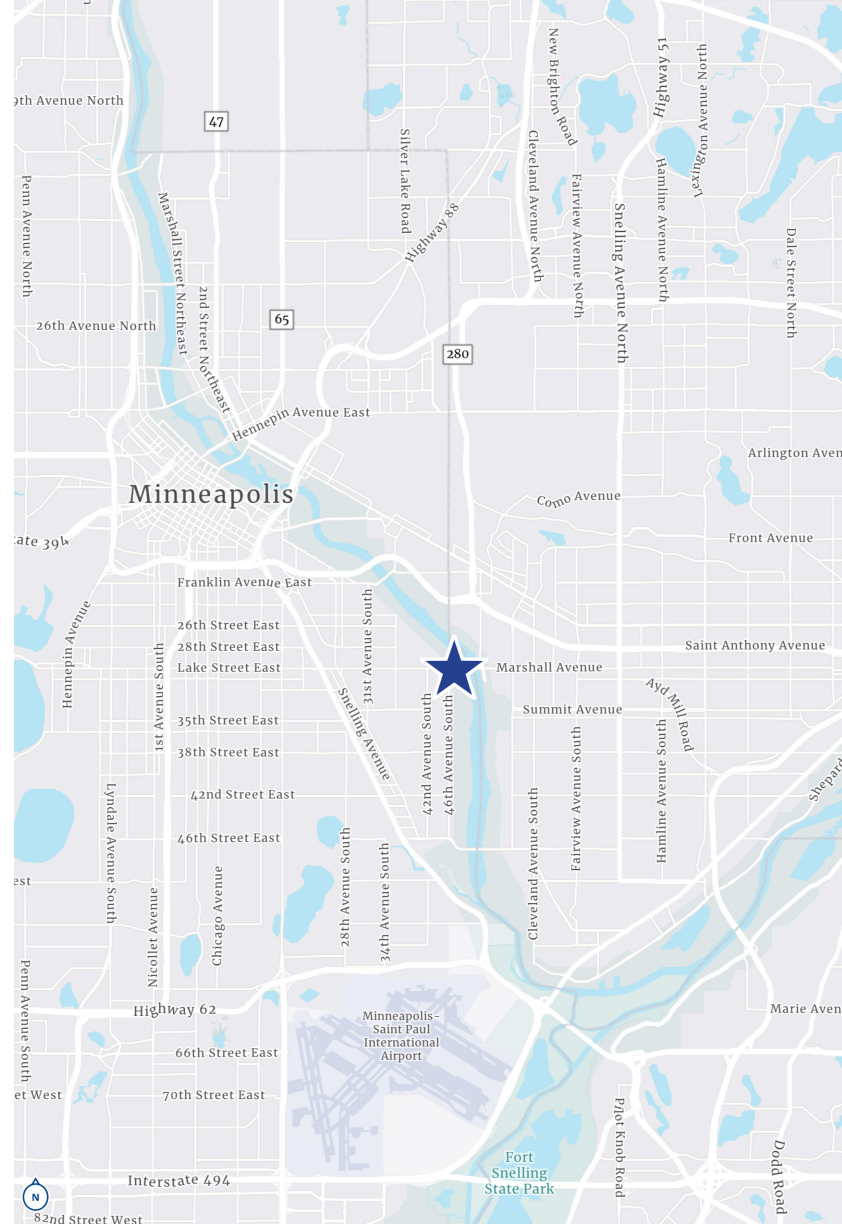 9th Avenue North
47
Silver Lake Road
New Brighton Road
Highway 51
Lexington Avenue North
Penn Avenue North
Marshall Street Northeast
Highway 88
Cleveland Avenue North
Fairview Avenue North
Snelling Avenue North
Hamline Avenue North
Dale Street North
26th Avenue North
2nd Street Northeast
65
280
Hennepin Avenue East
Arlington Aven
Minneapolis
Como Avenue
tate 394
Front Avenue
Franklin Avenue East
Hennepin Avenue
26th Street East
28th Street East
Lake Street East
31st Avenue South
Saint Anthony Avenue
Marshall Avenue
1st Avenue South
Snelling Avenue
42nd Avenue South
46th Avenue South
Summit Avenue
Ayd Mill Road
35th Street East
38th Street East
Fairview Avenue South
Hamline Avenue South
Shepard
42nd Street East
Lyndale Avenue South
46th Street East
Cleveland Avenue South
est
Nicollet Avenue
Chicago Avenue
28th Avenue South
34th Avenue South
Penn Avenue South
Highway 62
Minneapolis-
Saint Paul
International
Airport
Marie Aven
66th Street East
et West
70th Street East
Pilot Knob Road
Dodd Road
Fort
Snelling
State Park
Interstate 494
N
82nd Street West